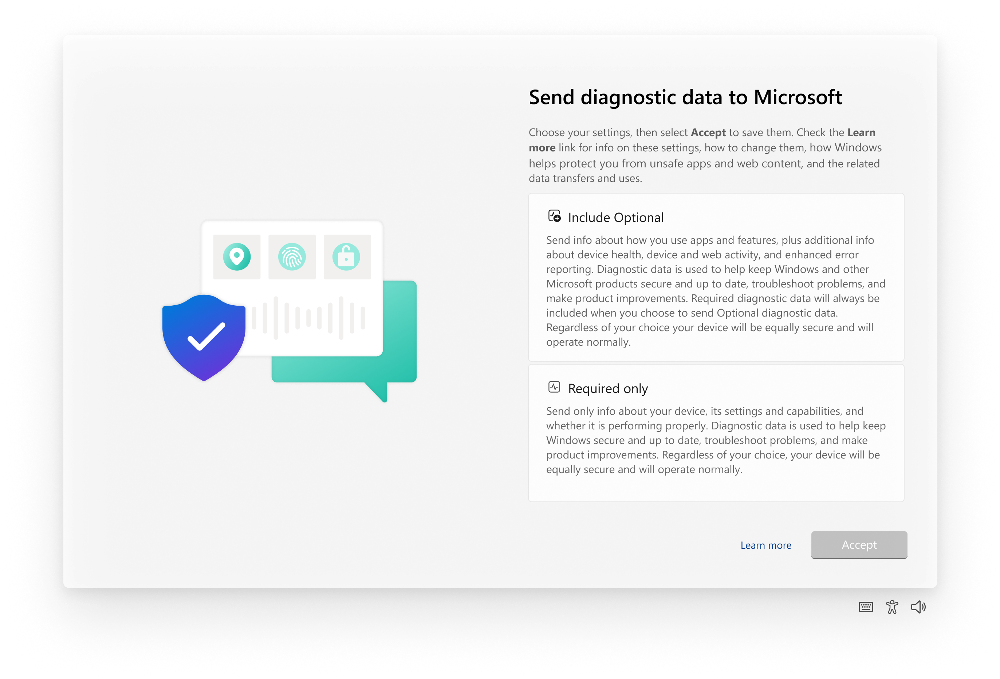 Send diagnostic data to Microsoft
Choose your settings, then select Accept to save them. Check the Learn
more link for info on these settings, how to change them, how Windows
helps protect you from unsafe apps and web content, and the related
data transfers and uses.
Include Optional
Send info about how you use apps and features, plus additional info
about device health, device and web activity, and enhanced error
reporting. Diagnostic data is used to help keep Windows and other
Microsoft products secure and up to date, troubleshoot problems, and
make product improvements. Required diagnostic data will always be
included when you choose to send Optional diagnostic data.
Regardless of your choice your device will be equally secure and will
operate normally.
Required only
Send only info about your device, its settings and capabilities, and
whether it is performing properly. Diagnostic data is used to help keep
Windows secure and up to date, troubleshoot problems, and make
product improvements. Regardless of your choice, your device will be
equally secure and will operate normally.
Learn more
Accept